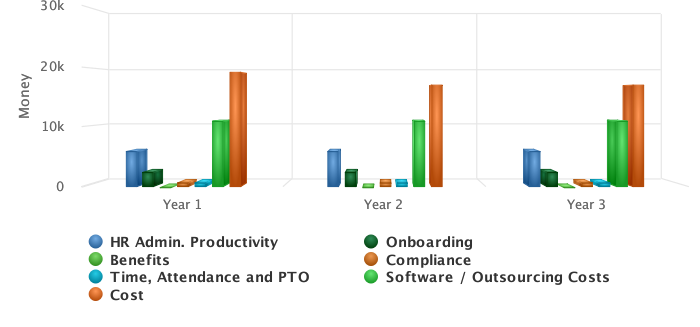 30k
20k
10k
0
Money
Year 1 Year 2 Year 3
HR Admin. Productivity Onboarding
Benefits Compliance
Time, Attendance and PTO Software / Outsourcing Costs
Cost